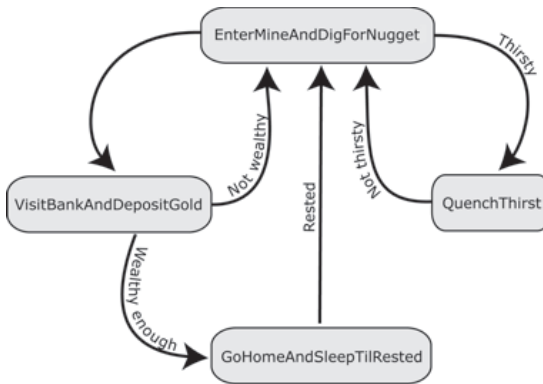 EnterMineAndDigForNugget
Thirsty
Not wealthy
Not thirsty
VisitBankAndDepositGold
QuenchThirst
Rested
Wealthy enough
GoHomeAndSleepTilRested